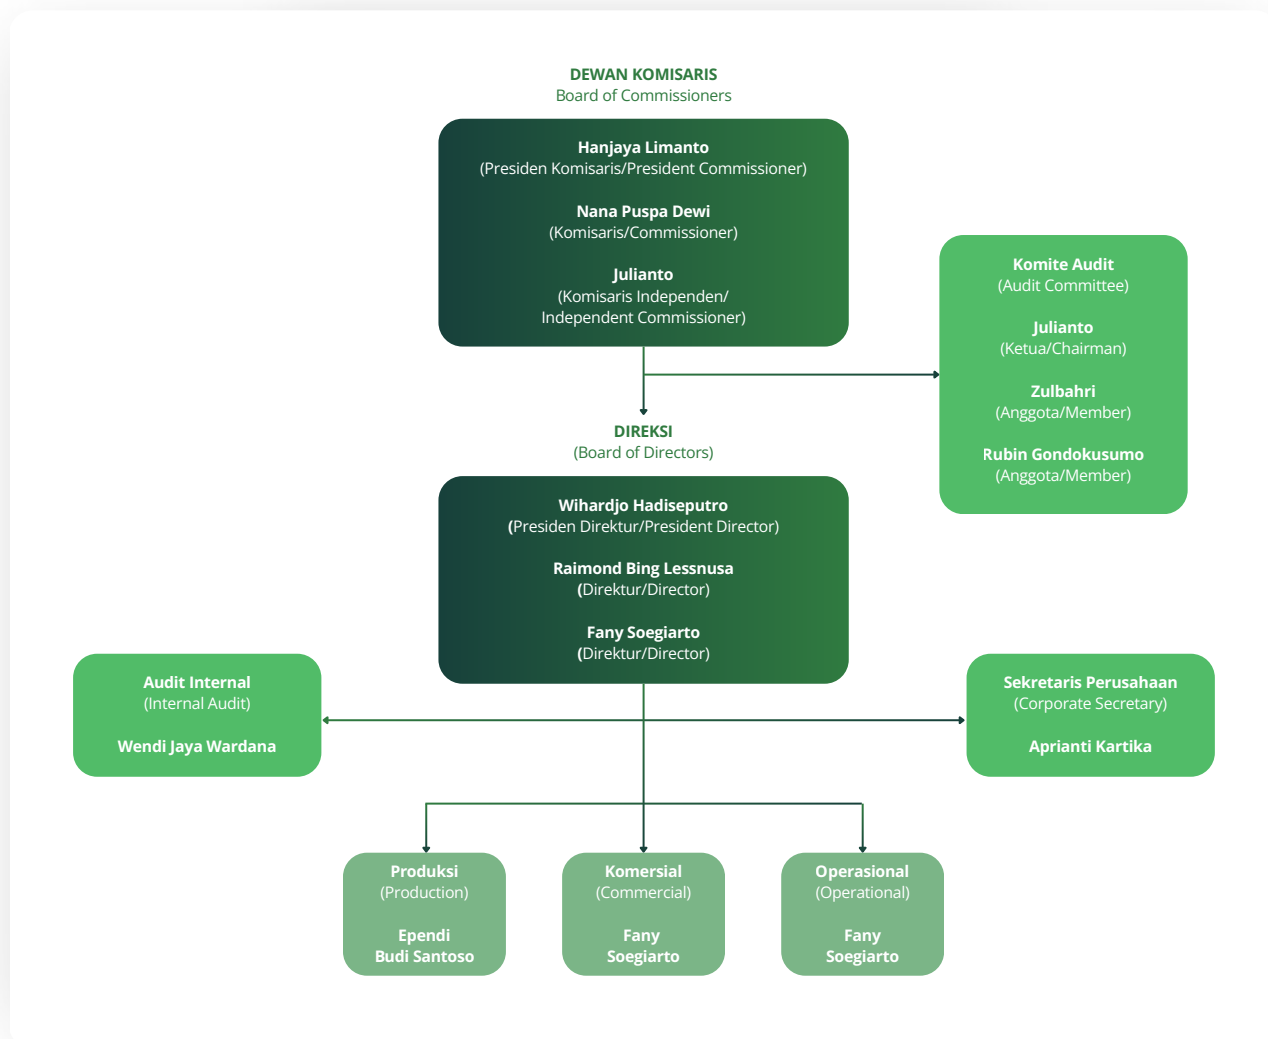 DEWAN KOMISARIS
Board of Commissioners
Hanjaya Limanto
(Presiden Komisaris/President Commissioner)
Nana Puspa Dewi
(Komisaris/Commissioner)
Julianto
(Komisaris Independen/
Independent Commissioner)
Komite Audit
(Audit Committee)
Julianto
(Ketua/Chairman)
Zulbahri
(Anggota/Member)
Rubin Gondokusumo
(Anggota/Member)
DIREKSI
(Board of Directors)
Wihardjo Hadiseputro
(Presiden Direktur/President Director)
Raimond Bing Lessnusa
(Direktur/Director)
Fany Soegiarto
(Direktur/Director)
Audit Internal
(Internal Audit)
Wendi Jaya Wardana
Sekretaris Perusahaan
(Corporate Secretary)
Aprianti Kartika
Produksi
(Production)
Ependi
Budi Santoso
Komersial
(Commercial)
Fany
Soegiarto
Operasional
(Operational)
Fany
Soegiarto